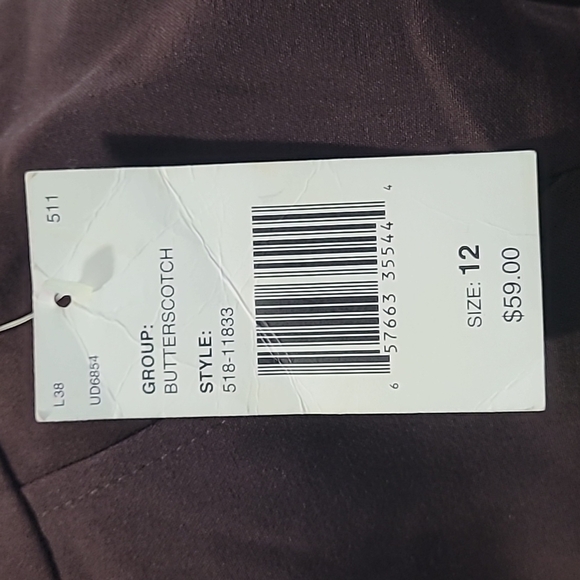 L38 511
UD6854
GROUP:
BUTTERSCOTCH
STYLE:
518-11833
6 57663 35544 4
SIZE: 12
$59.00